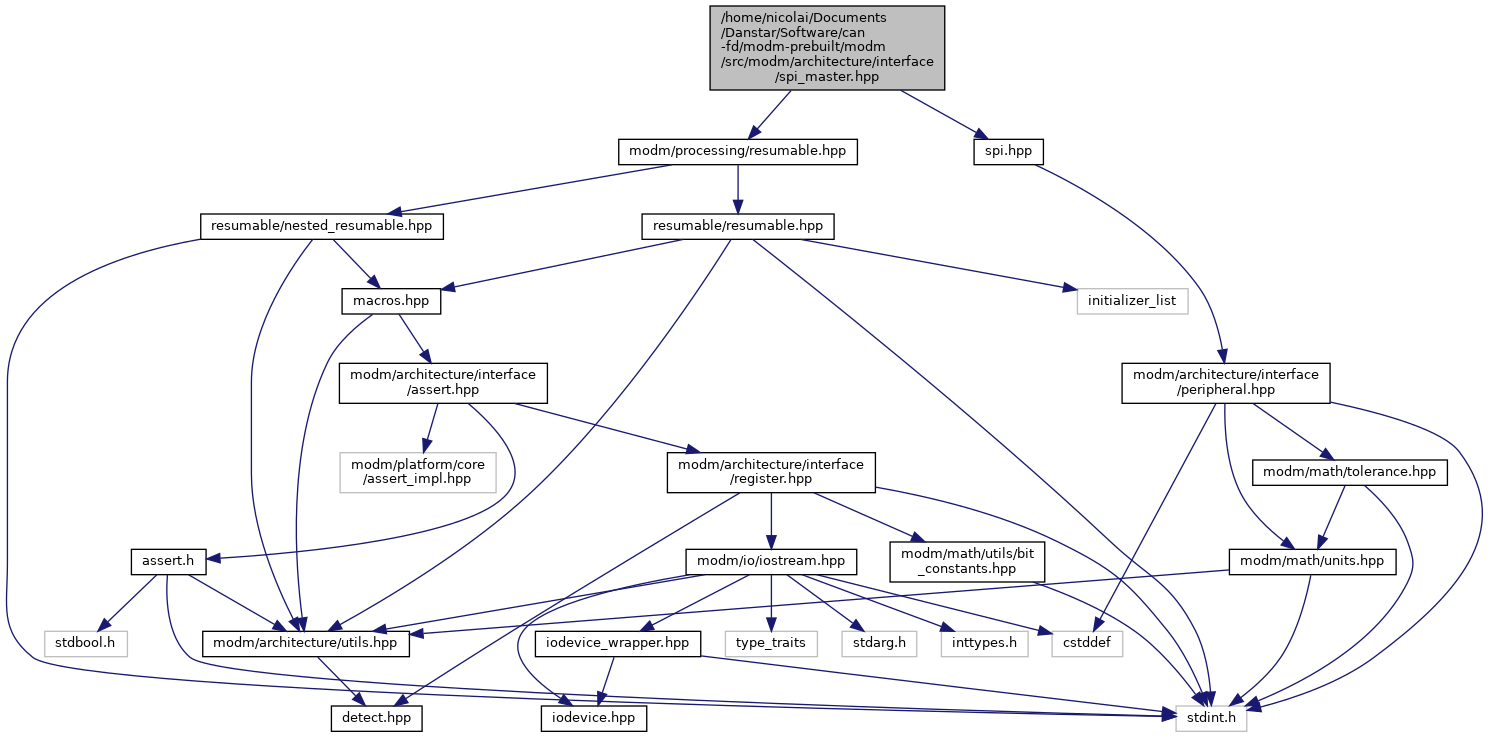 /home/nicolai/Documents
/Danstar/Software/can
-fd/modm-prebuilt/modm
/src/modm/architecture/interface
/spi_master.hpp
modm/processing/resumable.hpp
spi.hpp
resumable/nested_resumable.hpp
resumable/resumable.hpp
macros.hpp
initializer_list
modm/architecture/interface
/assert.hpp
modm/architecture/interface
/peripheral.hpp
modm/platform/core
/assert_impl.hpp
modm/architecture/interface
/register.hpp
modm/math/tolerance.hpp
assert.h
modm/io/iostream.hpp
modm/math/utils/bit
_constants.hpp
modm/math/units.hpp
stdbool.h
modm/architecture/utils.hpp
iodevice_wrapper.hpp
type_traits
stdarg.h
inttypes.h
cstddef
detect.hpp
iodevice.hpp
stdint.h